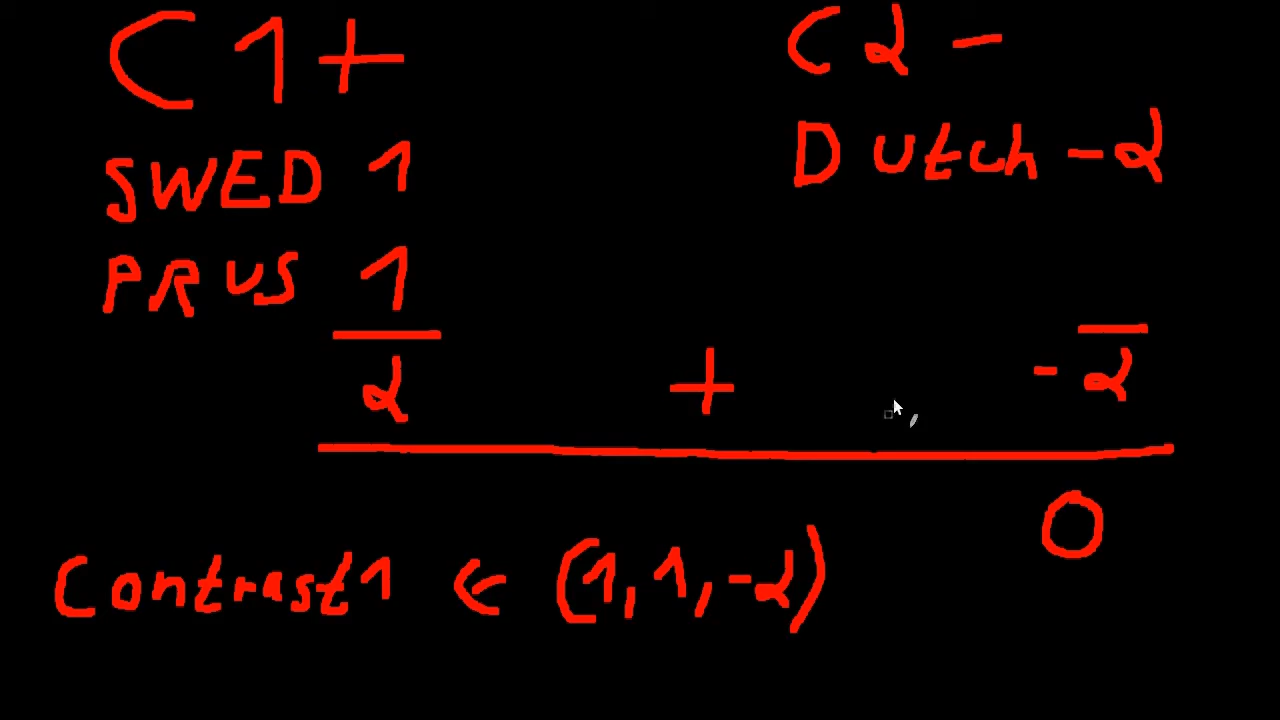 C1+
C2 -
SWED 1
Dutch -2
PRUS 1
2 + -2
0
Contrast1 ← (1,1,-2)